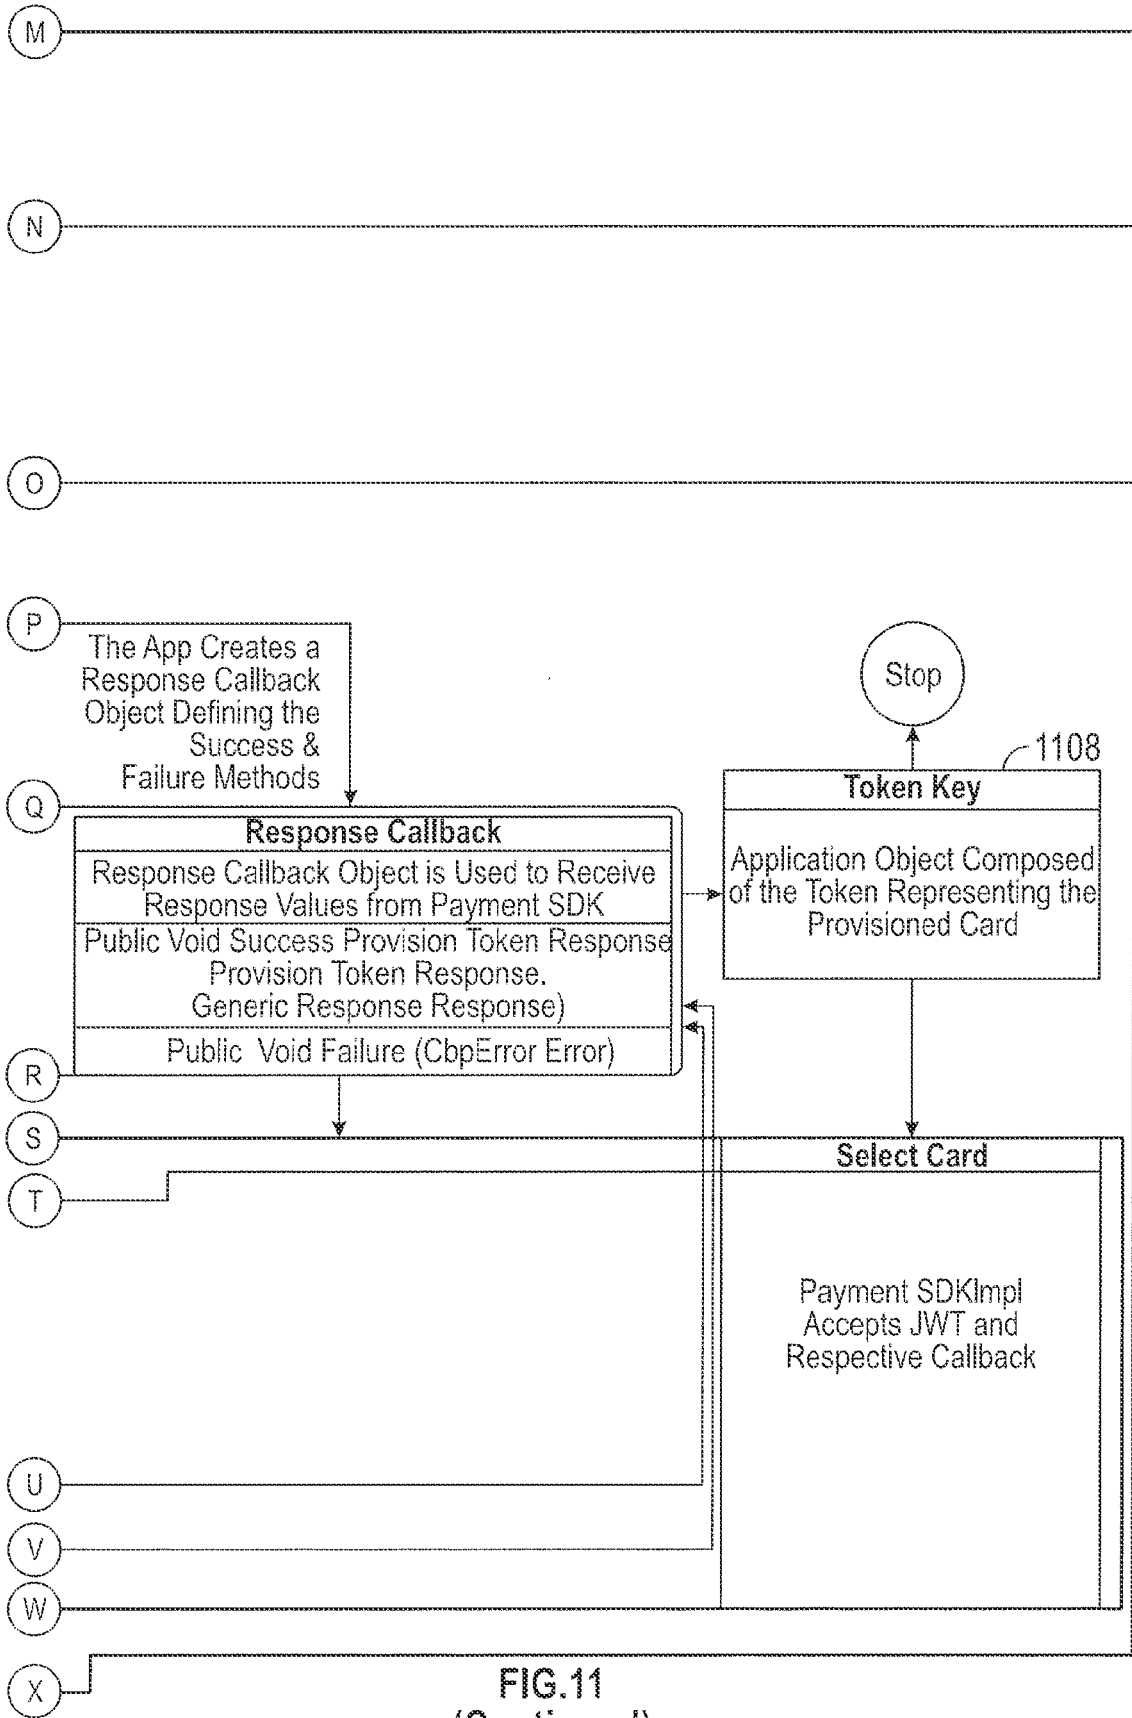 M
N
O
P
The App Creates a
Response Callback
Object Defining the
Success &
Failure Methods
Stop
1108
Q
Response Callback
Response Callback Object is Used to Receive
Response Values from Payment SDK
Public Void Success Provision Token Response
Provision Token Response.
Generic Response Response)
Public Void Failure (CbpError Error)
Token Key
Application Object Composed
of the Token Representing the
Provisioned Card
R
S
Select Card
T
Payment SDKImpl
Accepts JWT and
Respective Callback
U
V
W
X
FIG.11